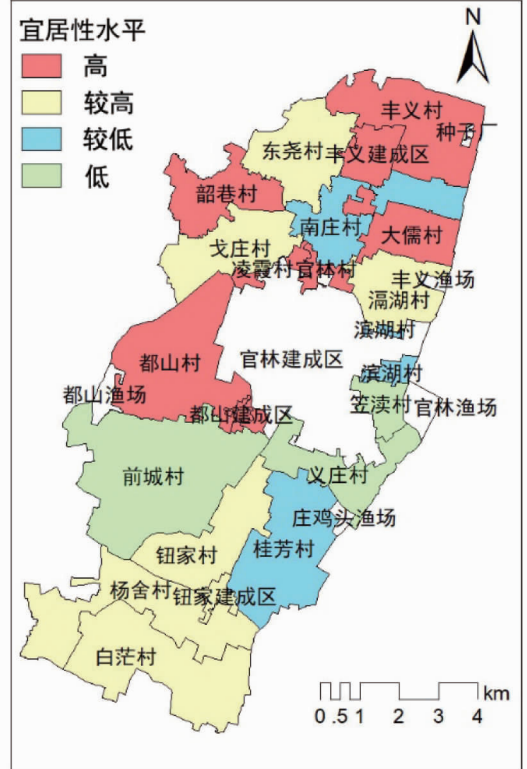 宜居性水平
高
较高
较低
低
N
丰义村
种子厂
东尧村
丰义建成区
韶巷村
南庄村
大儒村
戈庄村
凌霞村
官林村
丰义渔场
滆湖村
滨湖村
都山村
官林建成区
滨湖村
都山渔场
笠渎村
官林渔场
都山建成区
前城村
义庄村
庄鸡头渔场
钮家村
桂芳村
杨舍村
钮家建成区
白茫村
km
0 .5 1 2 3 4